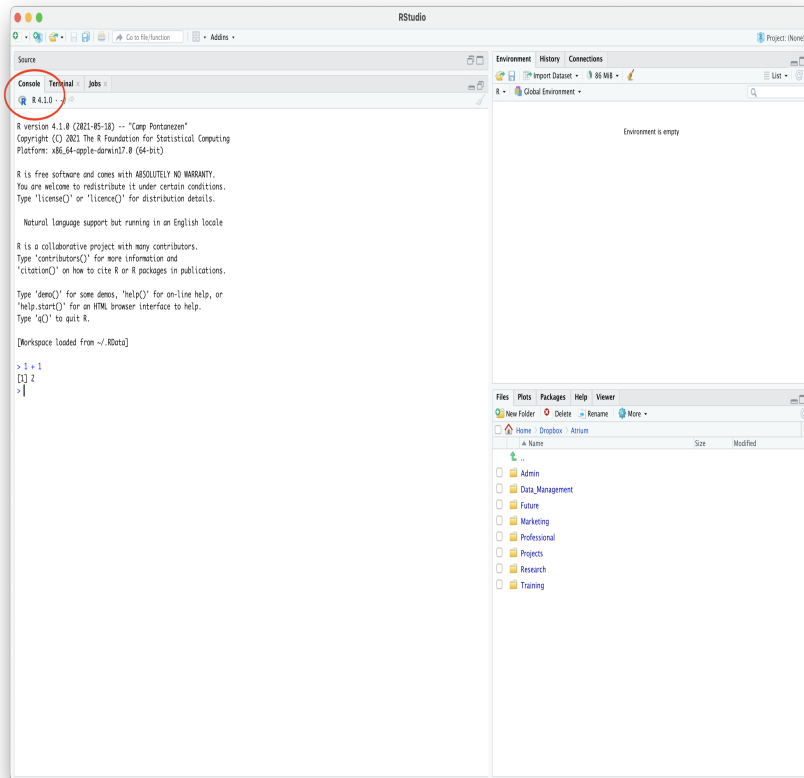 RStudio
Go to file/function
Addins
Project: (None)
Source
Console Terminal Jobs
R 4.1.0 · ~/
R version 4.1.0 (2021-05-18) -- "Camp Pontanezen"
Copyright (C) 2021 The R Foundation for Statistical Computing
Platform: x86_64-apple-darwin17.0 (64-bit)
R is free software and comes with ABSOLUTELY NO WARRANTY.
You are welcome to redistribute it under certain conditions.
Type 'license()' or 'licence()' for distribution details.
Natural language support but running in an English locale
R is a collaborative project with many contributors.
Type 'contributors()' for more information and
'citation()' on how to cite R or R packages in publications.
Type 'demo()' for some demos, 'help()' for on-line help, or
'help.start()' for an HTML browser interface to help.
Type 'q()' to quit R.
[Workspace loaded from ~/.RData]
> 1 + 1
[1] 2
>
Environment History Connections
Import Dataset 86 MiB List
R Global Environment
Environment is empty
Files Plots Packages Help Viewer
New Folder Delete Rename More
Home Dropbox Atrium
Name Size Modified
..
Admin
Data_Management
Future
Marketing
Professional
Projects
Research
Training